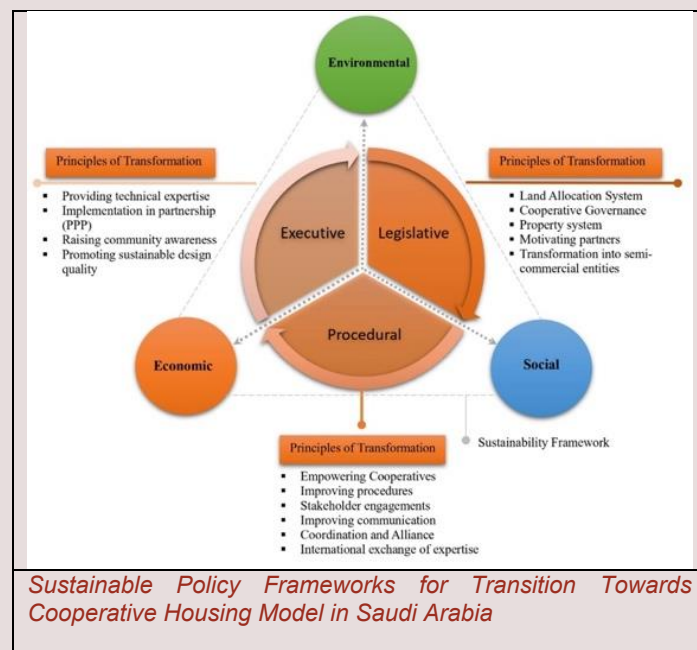 Environmental
Principles of Transformation
Providing technical expertise
Implementation in partnership
(PPP)
Raising community awareness
Promoting sustainable design
quality
Principles of Transformation
Land Allocation System
Cooperative Governance
Property system
Motivating partners
Transformation into semi-
commercial entities
Executive
Legislative
Procedural
Economic
Social
Principles of Transformation
Empowering Cooperatives
Improving procedures
Stakeholder engagements
Improving communication
Coordination and Alliance
International exchange of expertise
Sustainability Framework
Sustainable Policy Frameworks for Transition Towards
Cooperative Housing Model in Saudi Arabia